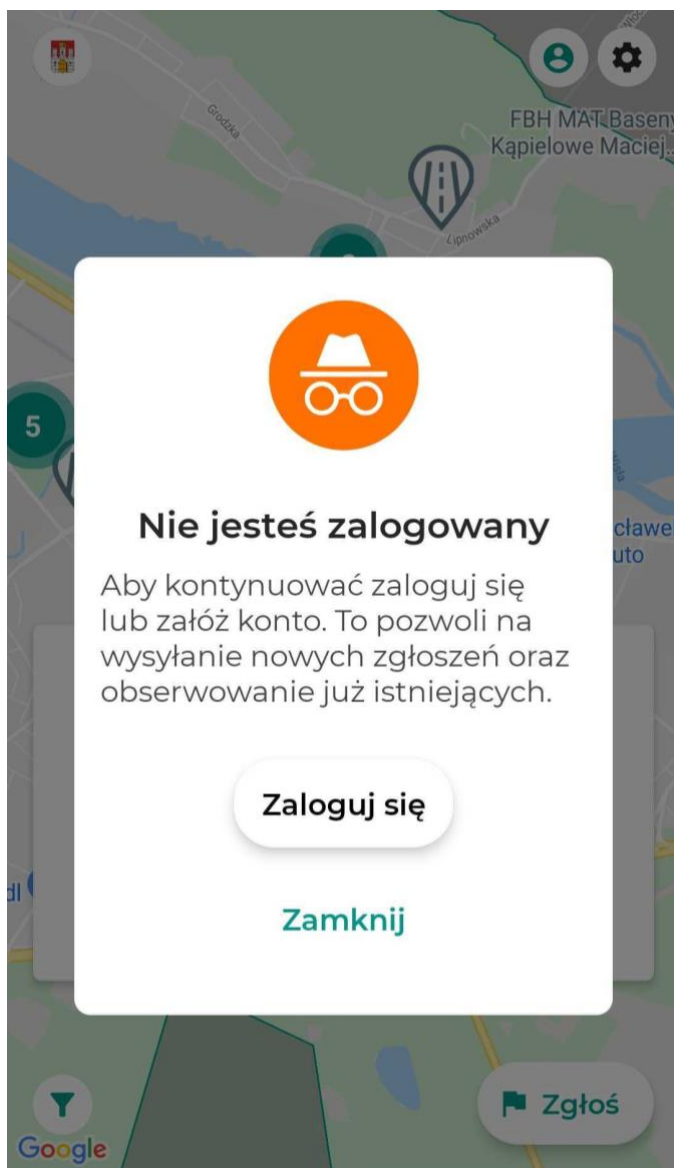 Grodzka
FBH MAT Baseny
Kąpielowe Maciej...
Lipnowska
5
Wisła
Nie jesteś zalogowany
Aby kontynuować zaloguj się
lub załóż konto. To pozwoli na
wysyłanie nowych zgłoszeń oraz
obserwowanie już istniejących.
Zaloguj się
Zamknij
Zgłoś
Google